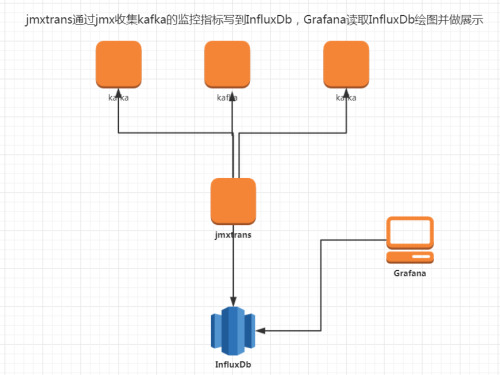 jmxtrans通过jmx收集kafka的监控指标写到InfluxDb，Grafana读取InfluxDb绘图并做展示
kafka kafka kafka
jmxtrans
Grafana
InfluxDb